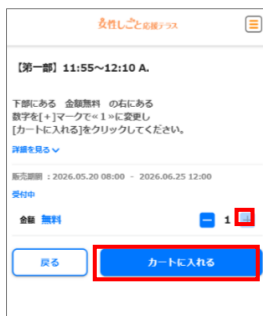 女性しごと応援テラス
【第一部】11:55~12:10 A.
下部にある 金額無料 の右にある
数字を[+]マークで«１»に変更し
[カートに入れる]をクリックしてください。
詳細を見る
販売期間 : 2026.05.20 08:00 - 2026.06.25 12:00
受付中
金額 無料 － 1
戻る カートに入れる